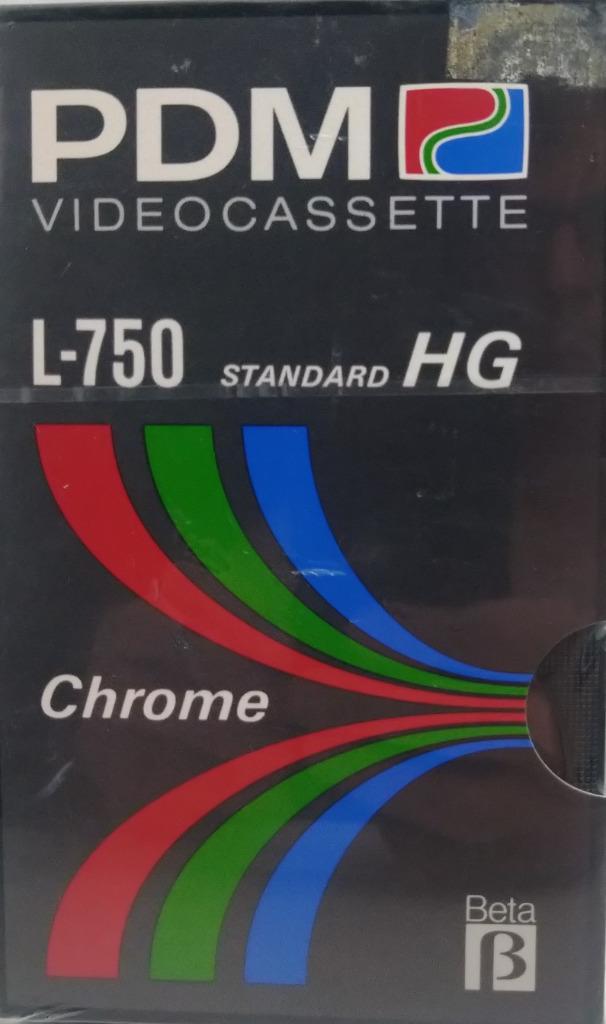 PDM
VIDEOCASSETTE
L-750 STANDARD HG
Chrome
Beta
β